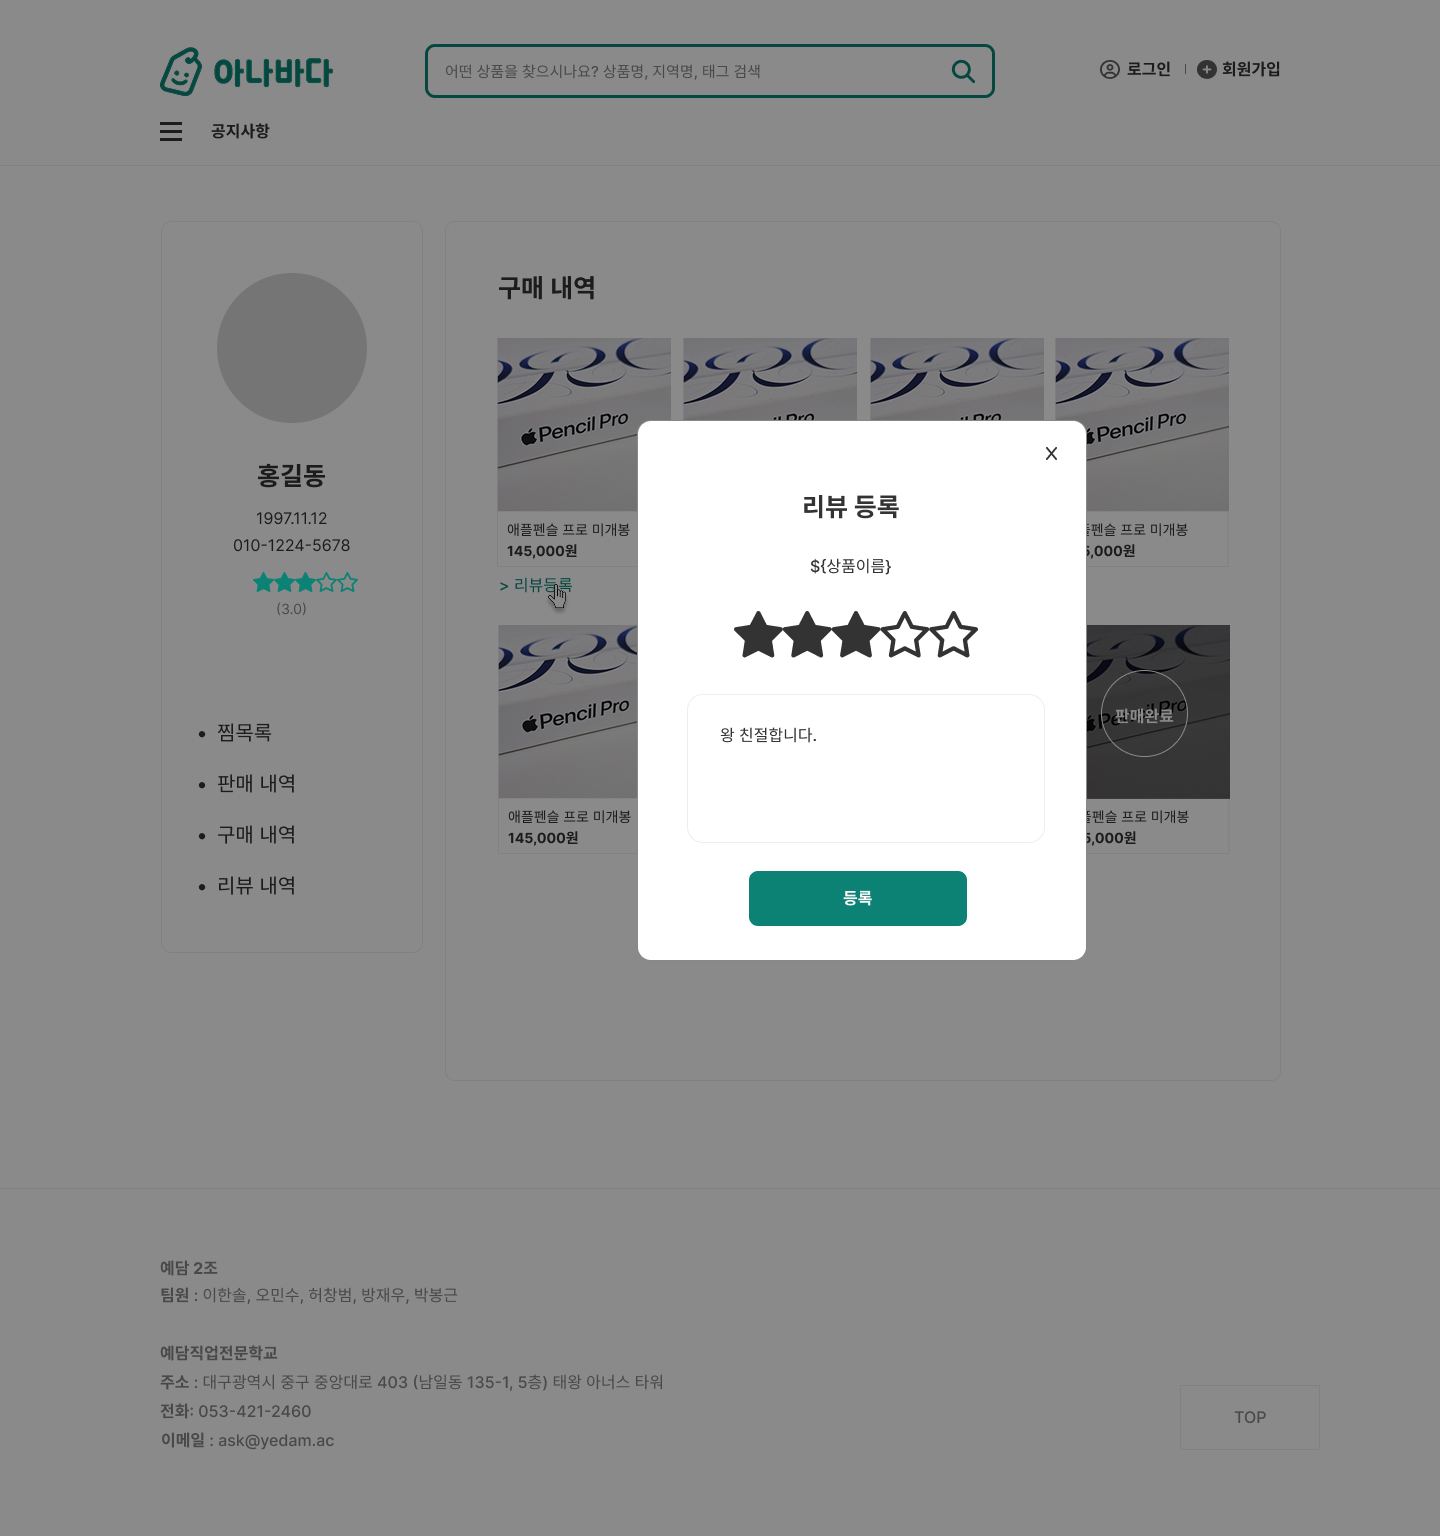 아나바다
어떤 상품을 찾으시나요? 상품명, 지역명, 태그 검색
로그인
회원가입
공지사항
홍길동
1997.11.12
010-1224-5678
(3.0)
• 찜목록
• 판매 내역
• 구매 내역
• 리뷰 내역
구매 내역
Pencil Pro
Pencil Pro
애플펜슬 프로 미개봉
145,000원
펜슬 프로 미개봉
5,000원
> 리뷰등록
X
리뷰 등록
${상품이름}
왕 친절합니다.
등록
Pencil Pro
판매완료
애플펜슬 프로 미개봉
145,000원
펜슬 프로 미개봉
5,000원
예담 2조
팀원 : 이한솔, 오민수, 허창범, 방재우, 박봉근
예담직업전문학교
주소 : 대구광역시 중구 중앙대로 403 (남일동 135-1, 5층) 태왕 아너스 타워
전화: 053-421-2460
이메일 : ask@yedam.ac
TOP